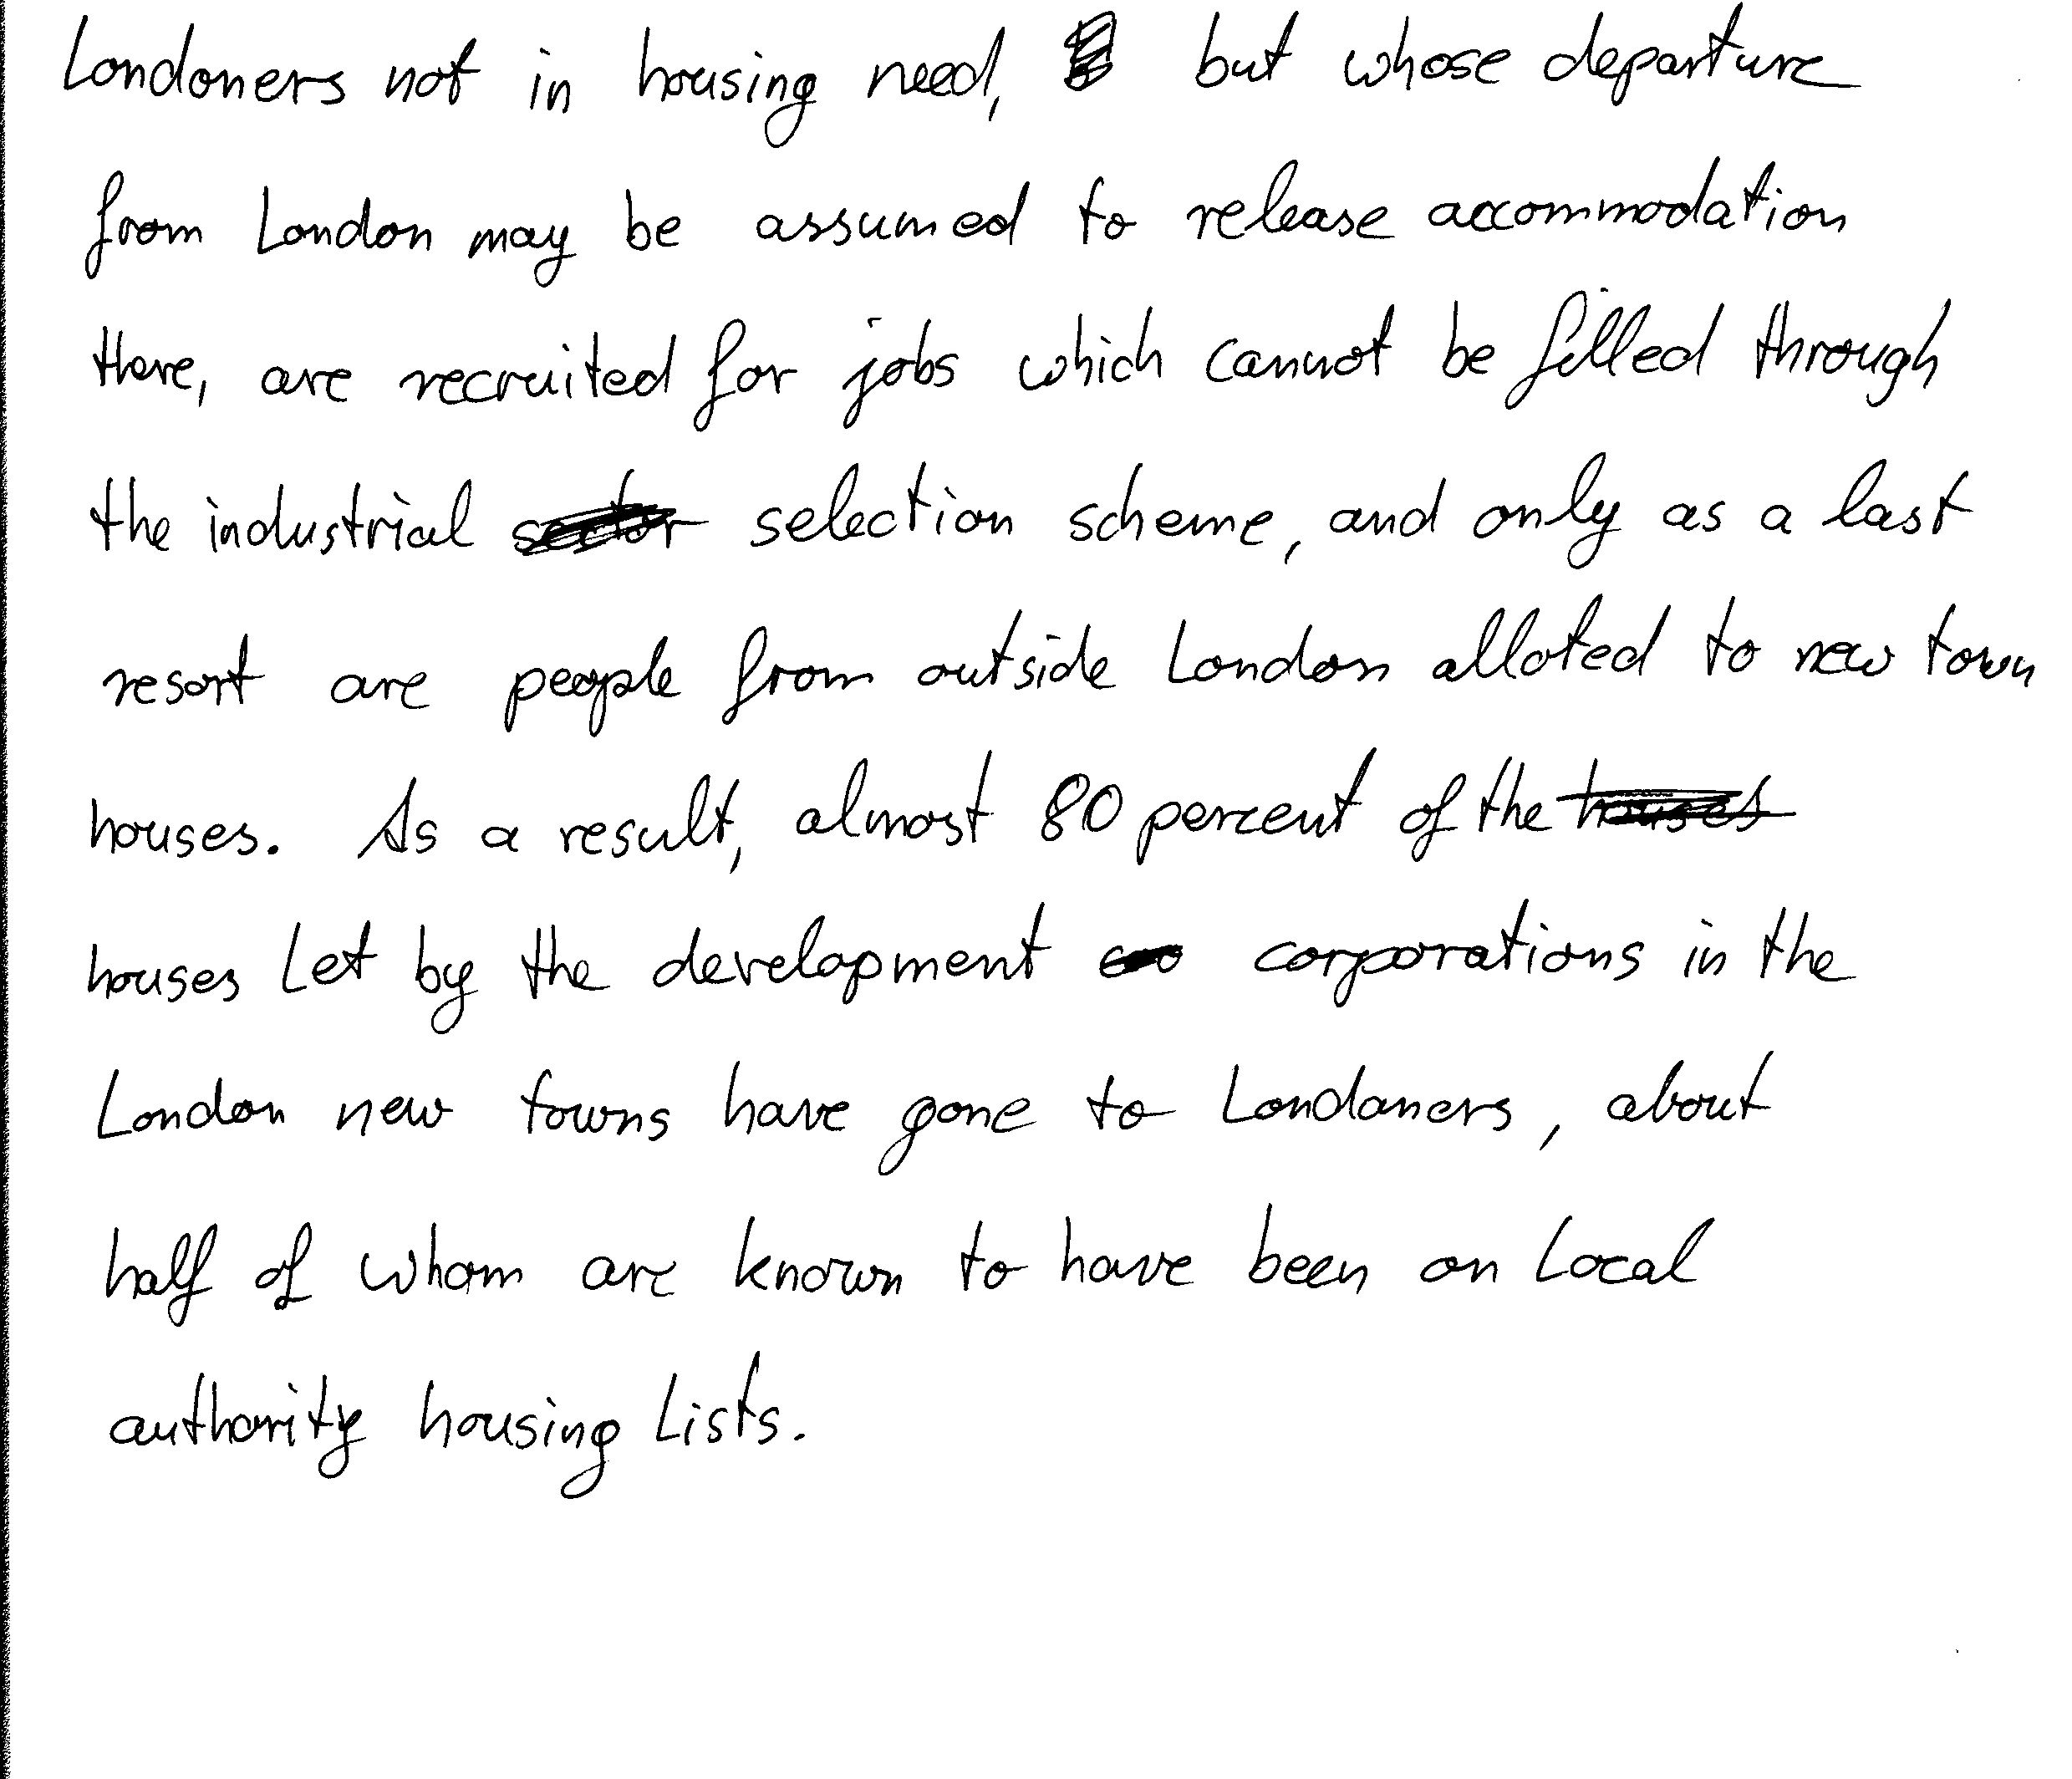 Londoners not in housing need, but whose departure
from London may be assumed to release accommodation
there, are recruited for jobs which cannot be filled through
the industrial selection scheme, and only as a last
resort are people from outside London alloted to new town
houses. As a result, almost 80 percent of the houses
houses let by the development corporations in the
London new towns have gone to Londoners, about
half of whom are known to have been on local
authority housing lists.